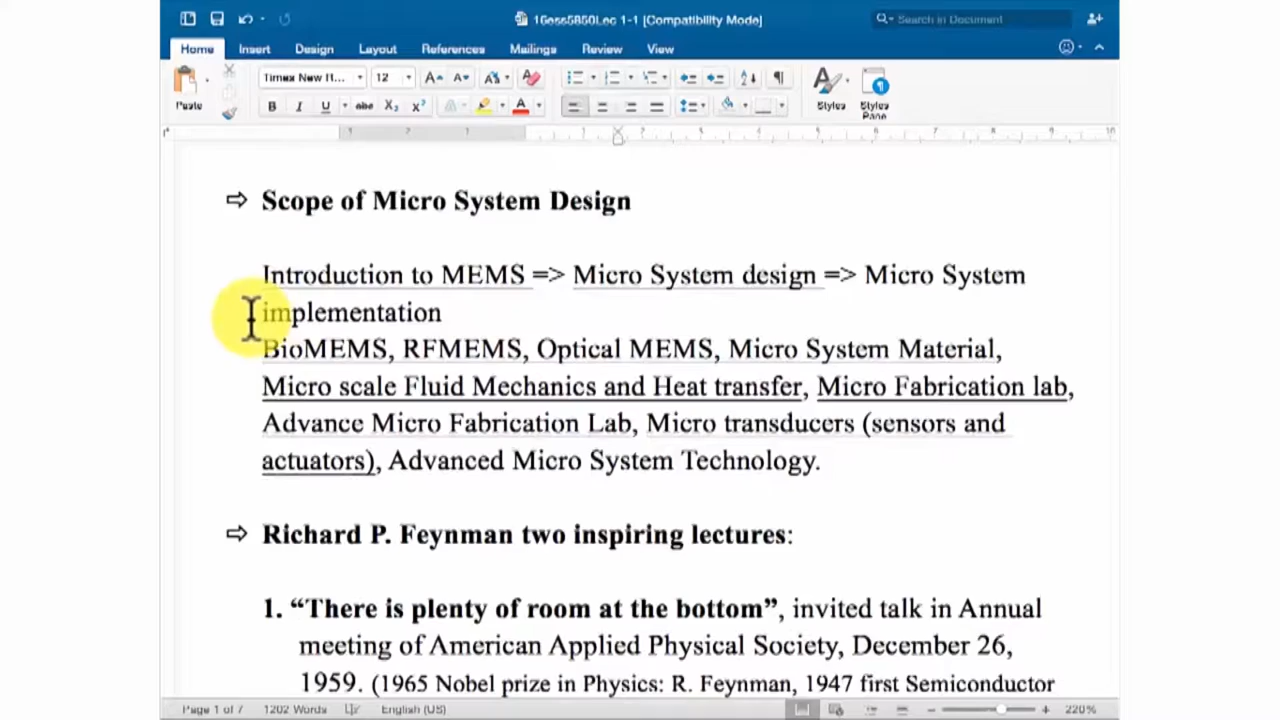 16ess5850Lec 1-1 [Compatibility Mode]
Search in Document
Home Insert Design Layout References Mailings Review View
Paste
Times New R... 12
Styles
Styles Pane
⇨ Scope of Micro System Design
Introduction to MEMS => Micro System design => Micro System
implementation
BioMEMS, RFMEMS, Optical MEMS, Micro System Material,
Micro scale Fluid Mechanics and Heat transfer, Micro Fabrication lab,
Advance Micro Fabrication Lab, Micro transducers (sensors and
actuators), Advanced Micro System Technology.
⇨ Richard P. Feynman two inspiring lectures:
1. “There is plenty of room at the bottom”, invited talk in Annual
meeting of American Applied Physical Society, December 26,
1959. (1965 Nobel prize in Physics: R. Feynman, 1947 first Semiconductor
Page 1 of 7 1202 Words English (US) 220%